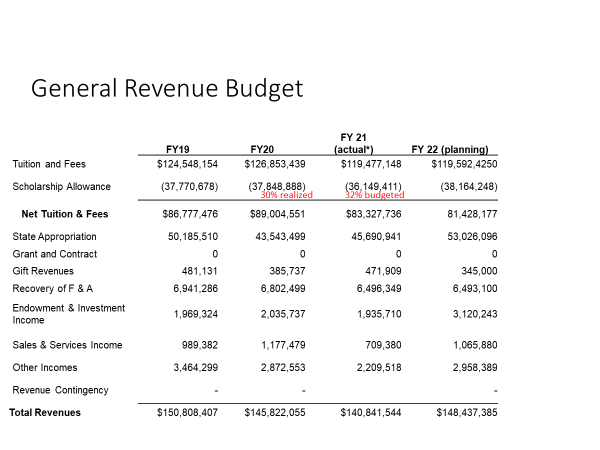 General Revenue Budget
FY19 FY20 FY 21 (actual*) FY 22 (planning)
Tuition and Fees $124,548,154 $126,853,439 $119,477,148 $119,592,4250
Scholarship Allowance (37,770,678) (37,848,888) (36,149,411) (38,164,248)
30% realized 32% budgeted
Net Tuition & Fees $86,777,476 $89,004,551 $83,327,736 81,428,177
State Appropriation 50,185,510 43,543,499 45,690,941 53,026,096
Grant and Contract 0 0 0 0
Gift Revenues 481,131 385,737 471,909 345,000
Recovery of F & A 6,941,286 6,802,499 6,496,349 6,493,100
Endowment & Investment Income 1,969,324 2,035,737 1,935,710 3,120,243
Sales & Services Income 989,382 1,177,479 709,380 1,065,880
Other Incomes 3,464,299 2,872,553 2,209,518 2,958,389
Revenue Contingency - - -
Total Revenues $150,808,407 $145,822,055 $140,841,544 $148,437,385